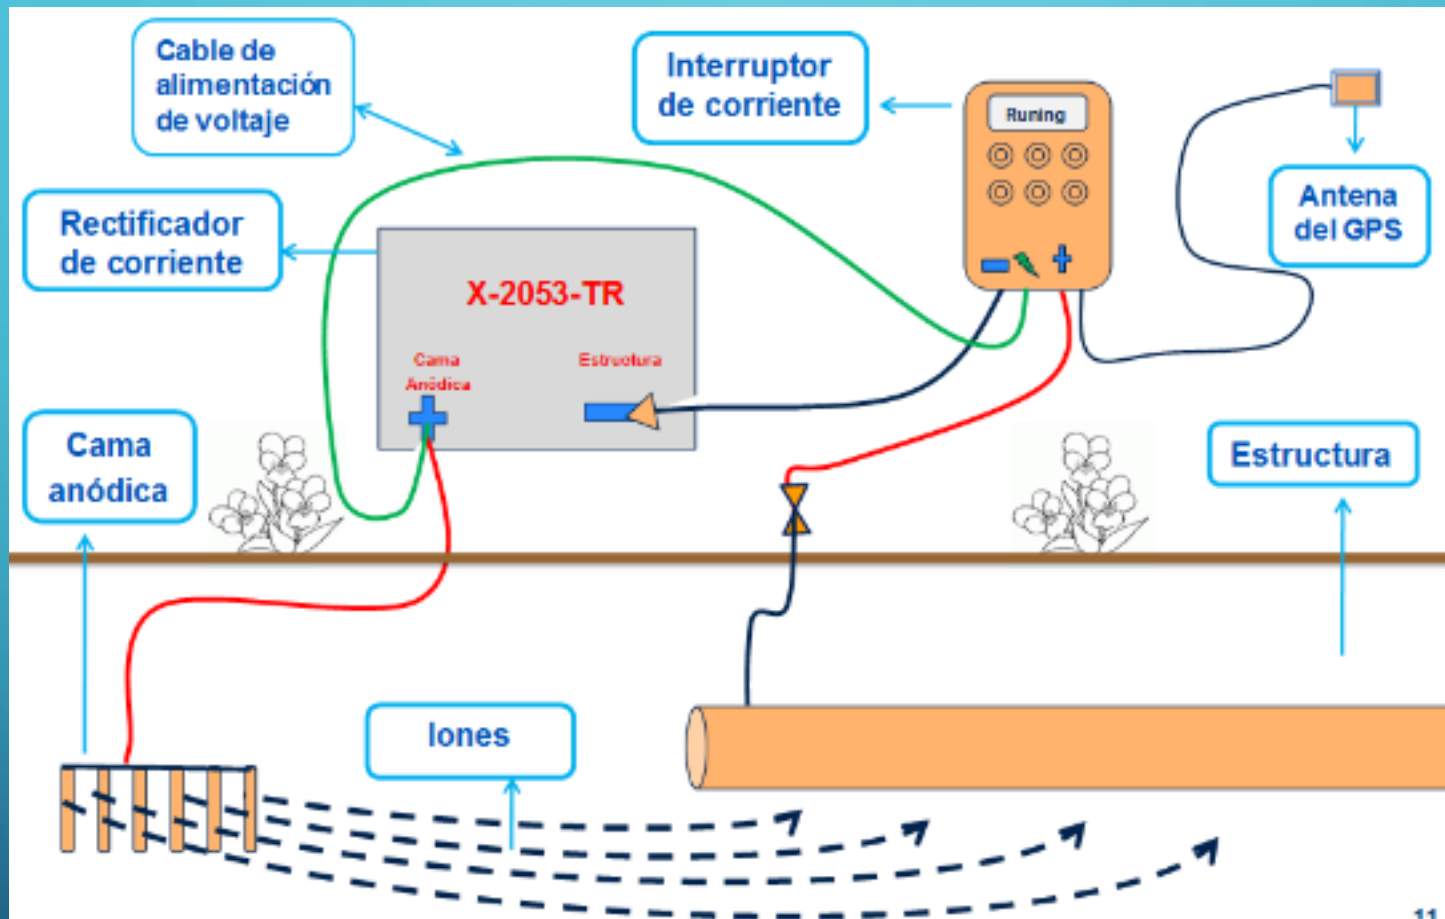 Cable de
alimentación
de voltaje
Interruptor
de corriente
Runing
Antena
del GPS
Rectificador
de corriente
X-2053-TR
Cama
Anódica
Estructura
Cama
anódica
Estructura
Iones
11